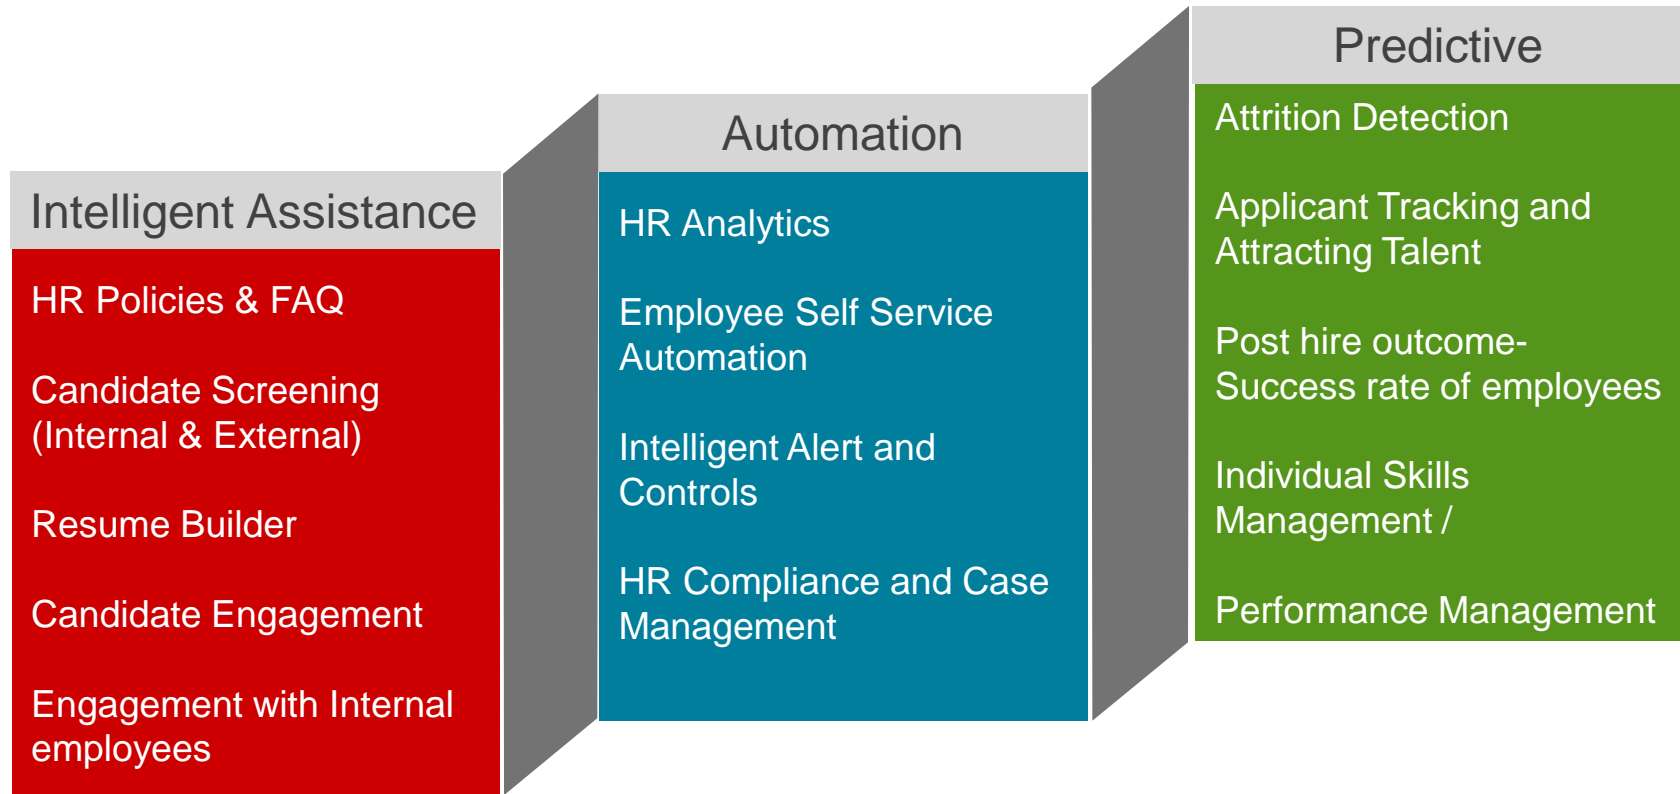 Intelligent Assistance
HR Policies & FAQ
Candidate Screening
(Internal & External)
Resume Builder
Candidate Engagement
Engagement with Internal
employees
Automation
HR Analytics
Employee Self Service
Automation
Intelligent Alert and
Controls
HR Compliance and Case
Management
Predictive
Attrition Detection
Applicant Tracking and
Attracting Talent
Post hire outcome-
Success rate of employees
Individual Skills
Management /
Performance Management